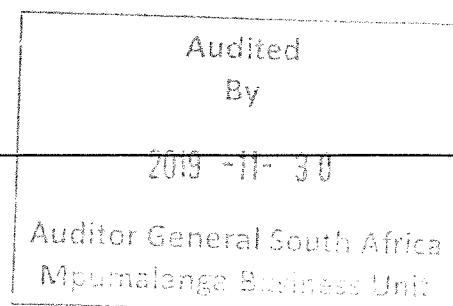 Audited
By
2019 -11- 30
Auditor General South Africa
Mpumalanga Business Unit